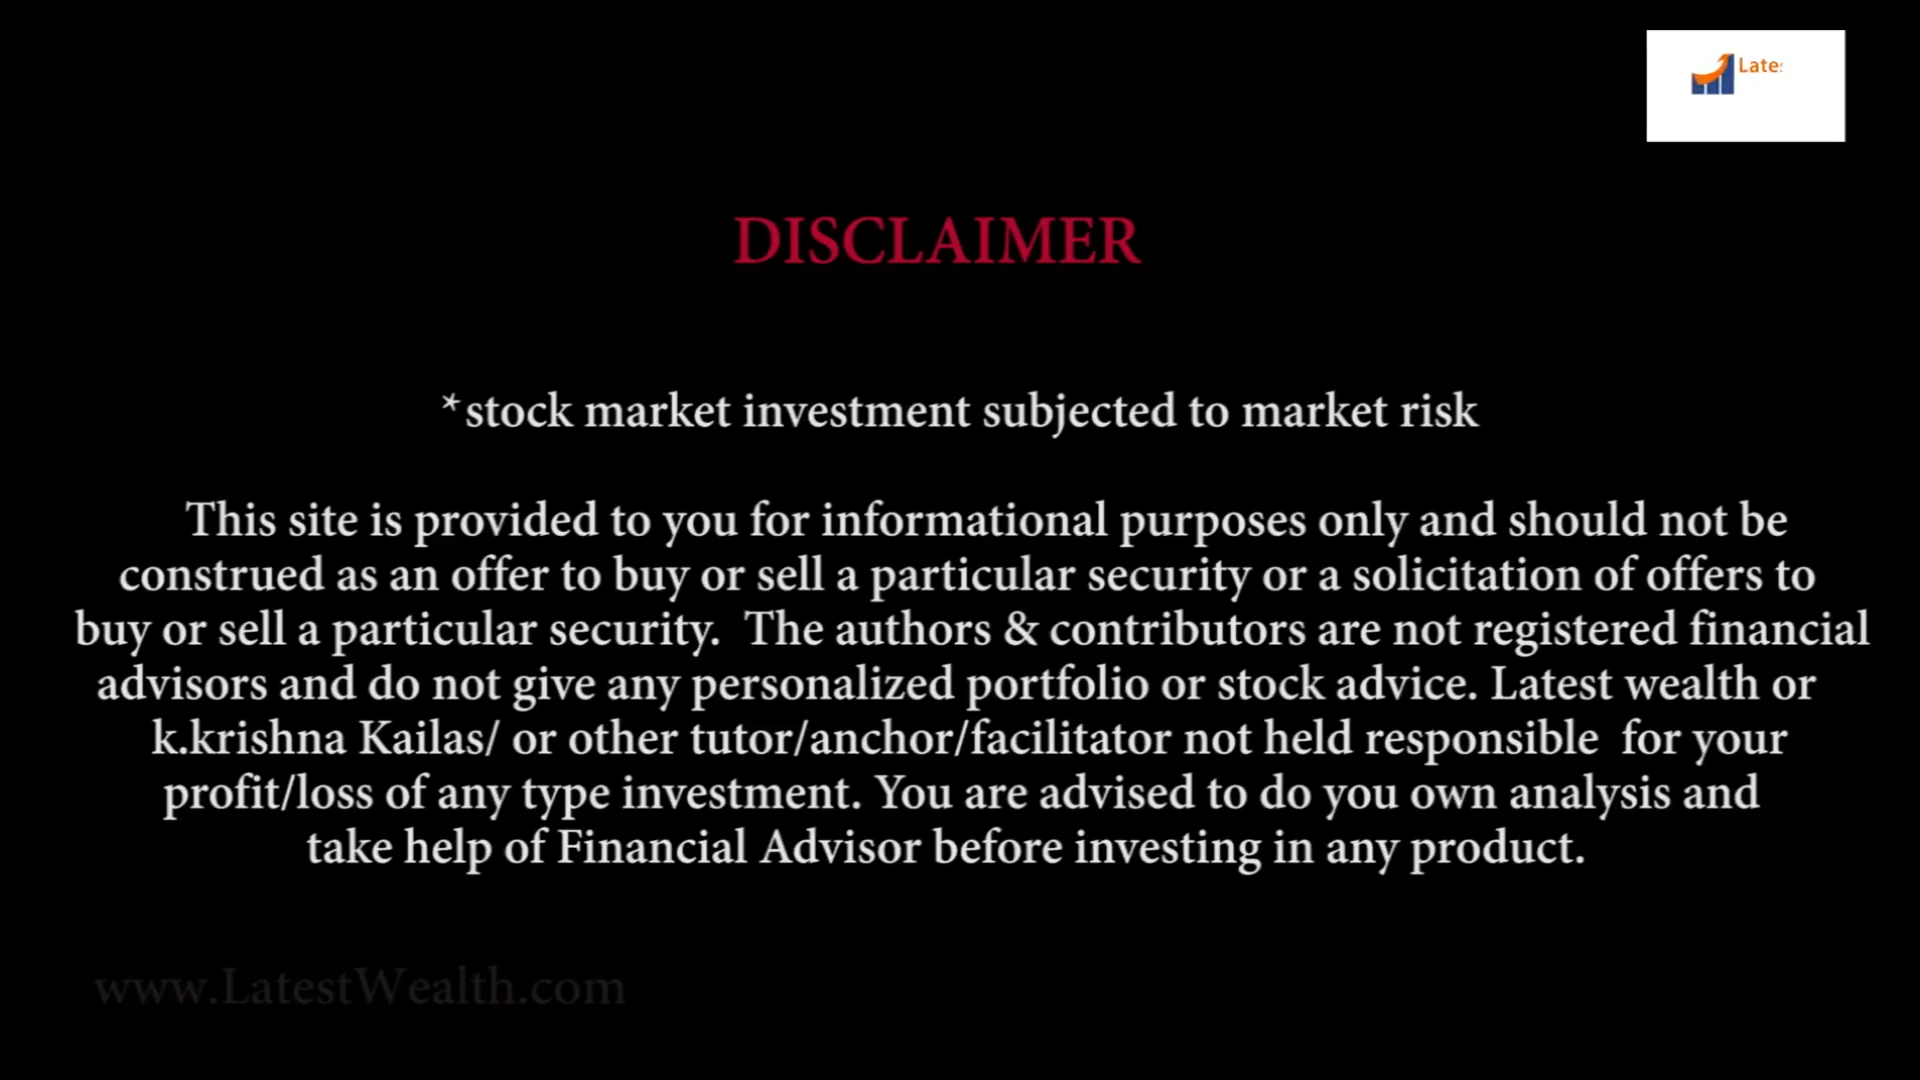 Late
DISCLAIMER
*stock market investment subjected to market risk
This site is provided to you for informational purposes only and should not be
construed as an offer to buy or sell a particular security or a solicitation of offers to
buy or sell a particular security.  The authors & contributors are not registered financial
advisors and do not give any personalized portfolio or stock advice. Latest wealth or
k.krishna Kailas/ or other tutor/anchor/facilitator not held responsible  for your
profit/loss of any type investment. You are advised to do you own analysis and
take help of Financial Advisor before investing in any product.
www.LatestWealth.com